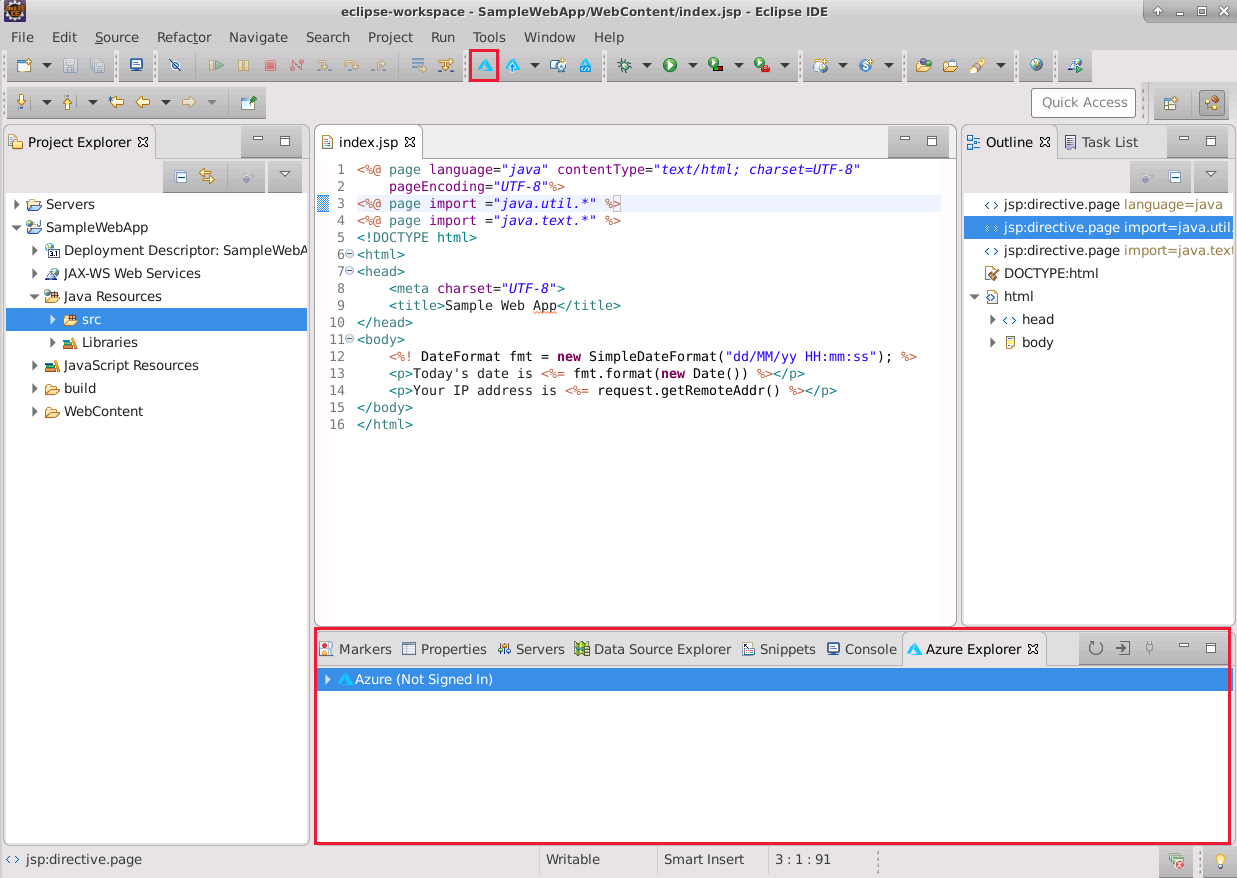 eclipse-workspace - SampleWebApp/WebContent/index.jsp - Eclipse IDE
File Edit Source Refactor Navigate Search Project Run Tools Window Help
Quick Access
Project Explorer
Servers
SampleWebApp
Deployment Descriptor: SampleWebA
JAX-WS Web Services
Java Resources
src
Libraries
JavaScript Resources
build
WebContent
index.jsp
1 <%@ page language="java" contentType="text/html; charset=UTF-8"
2 pageEncoding="UTF-8"%>
3 <%@ page import ="java.util.*" %>
4 <%@ page import ="java.text.*" %>
5 <!DOCTYPE html>
6 <html>
7 <head>
8 <meta charset="UTF-8">
9 <title>Sample Web App</title>
10 </head>
11 <body>
12 <%! DateFormat fmt = new SimpleDateFormat("dd/MM/yy HH:mm:ss"); %>
13 <p>Today's date is <%= fmt.format(new Date()) %></p>
14 <p>Your IP address is <%= request.getRemoteAddr() %></p>
15 </body>
16 </html>
Outline Task List
jsp:directive.page language=java
jsp:directive.page import=java.util.
jsp:directive.page import=java.text
DOCTYPE:html
html
head
body
Markers Properties Servers Data Source Explorer Snippets Console Azure Explorer
Azure (Not Signed In)
jsp:directive.page Writable Smart Insert 3 : 1 : 91